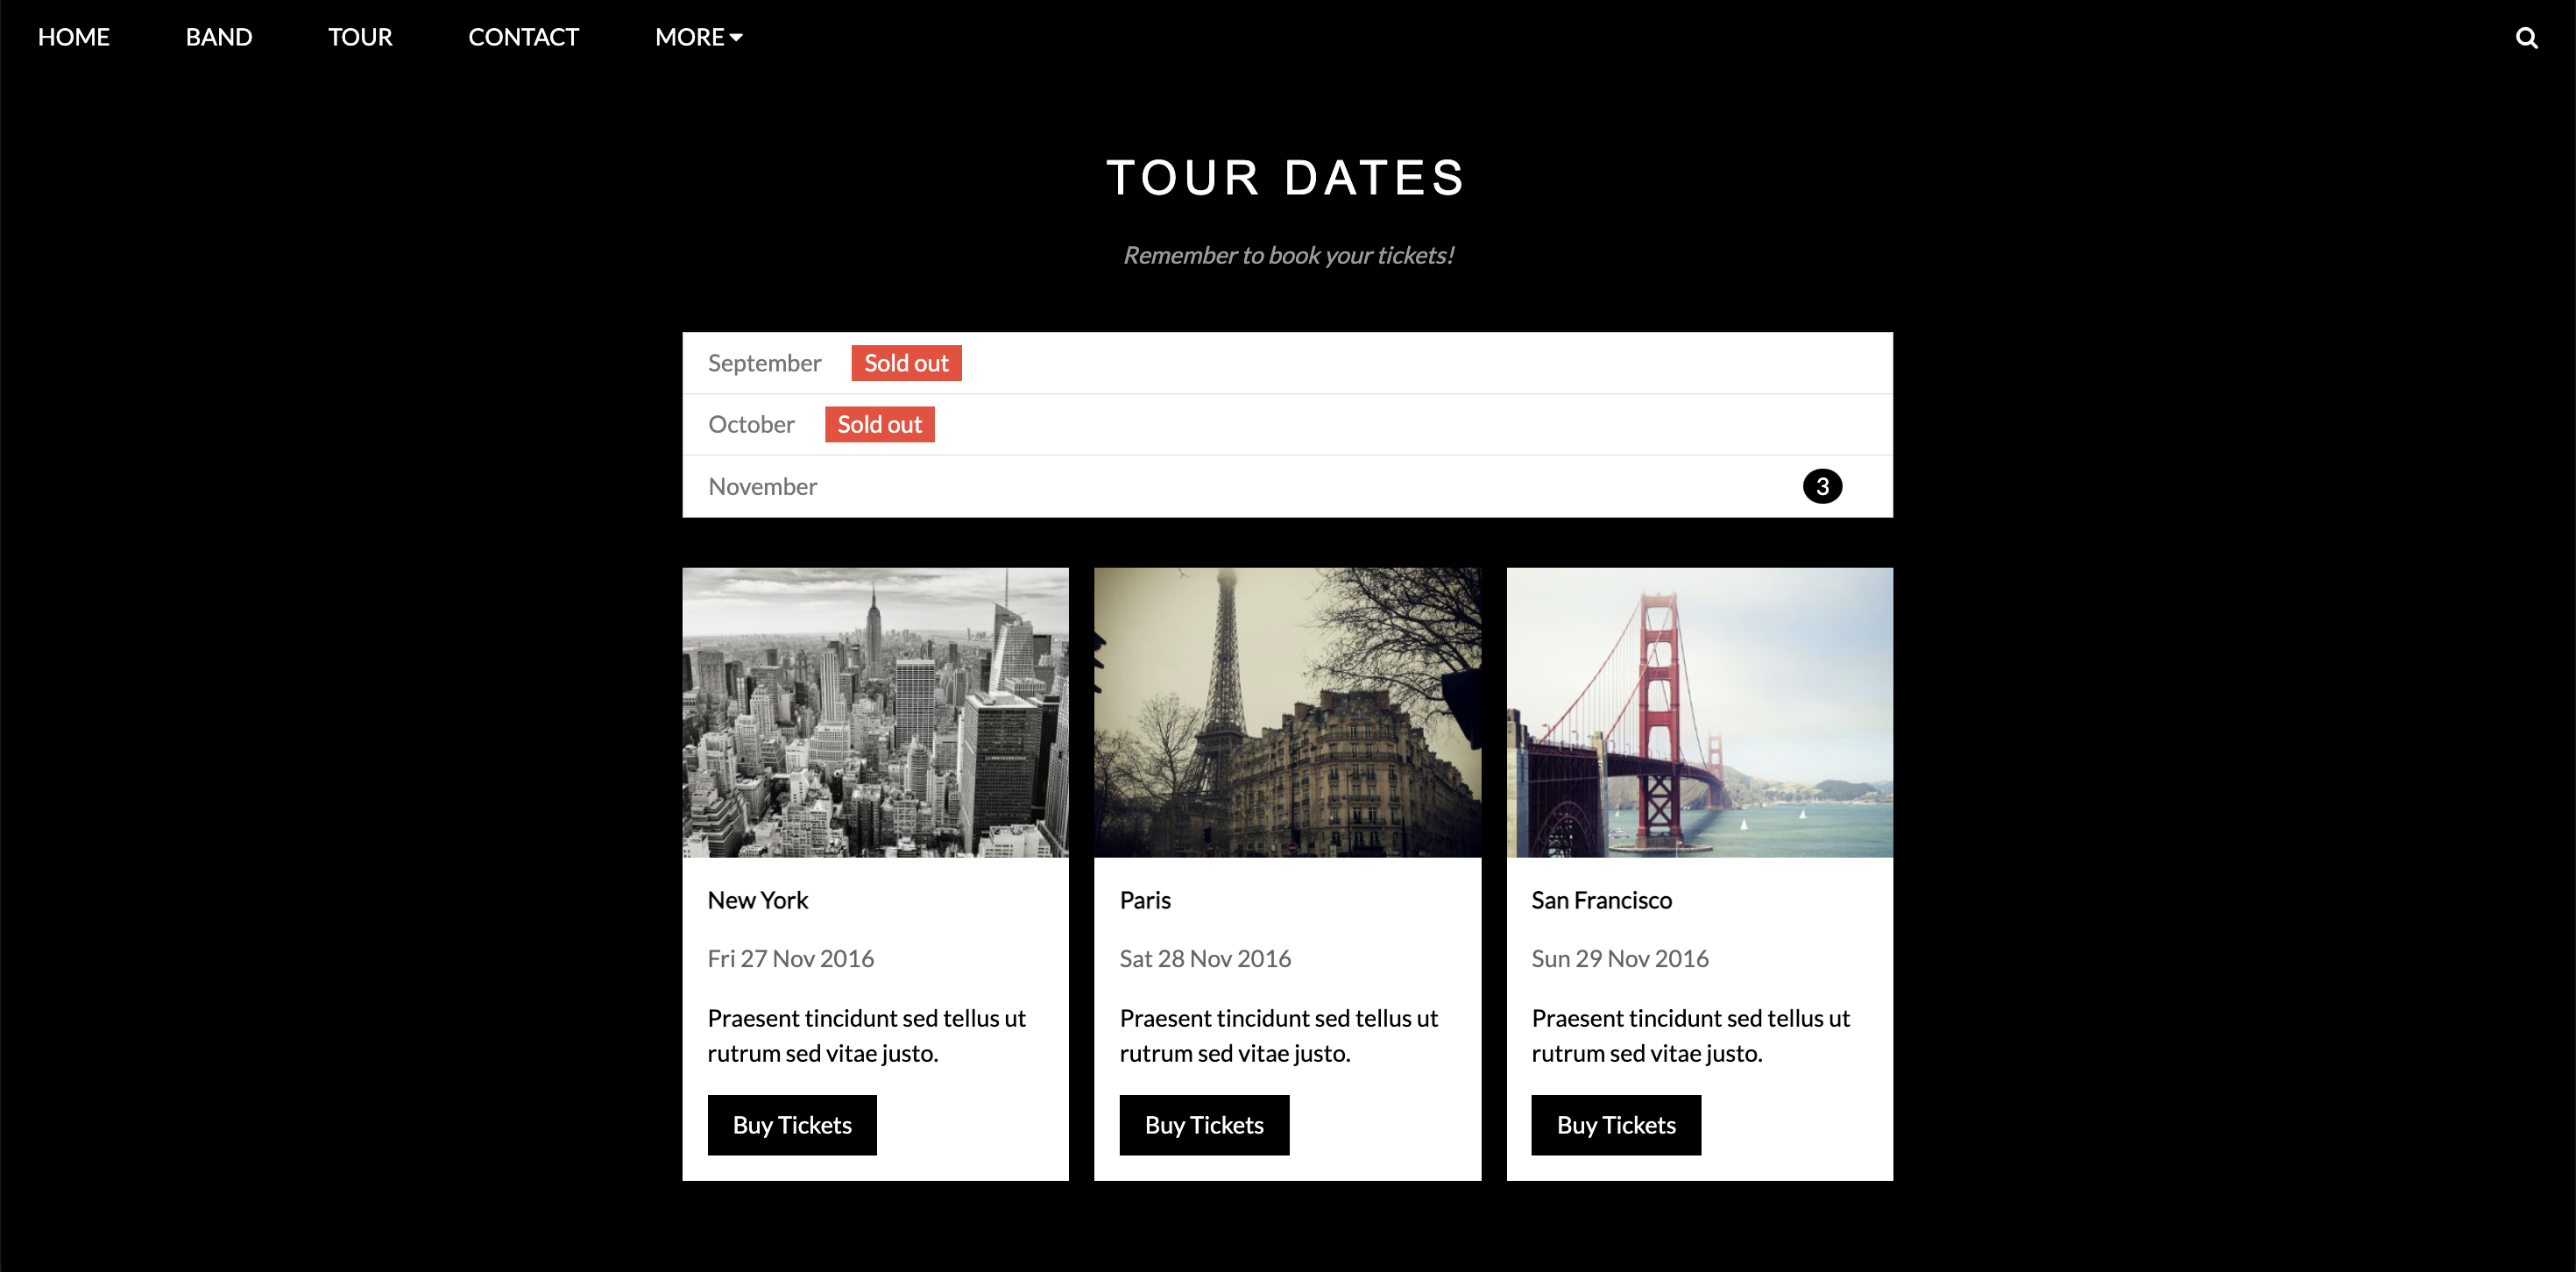 HOME BAND TOUR CONTACT MORE
TOUR DATES
Remember to book your tickets!
September Sold out
October Sold out
November 3
New York
Fri 27 Nov 2016
Praesent tincidunt sed tellus ut
rutrum sed vitae justo.
Buy Tickets
Paris
Sat 28 Nov 2016
Praesent tincidunt sed tellus ut
rutrum sed vitae justo.
Buy Tickets
San Francisco
Sun 29 Nov 2016
Praesent tincidunt sed tellus ut
rutrum sed vitae justo.
Buy Tickets